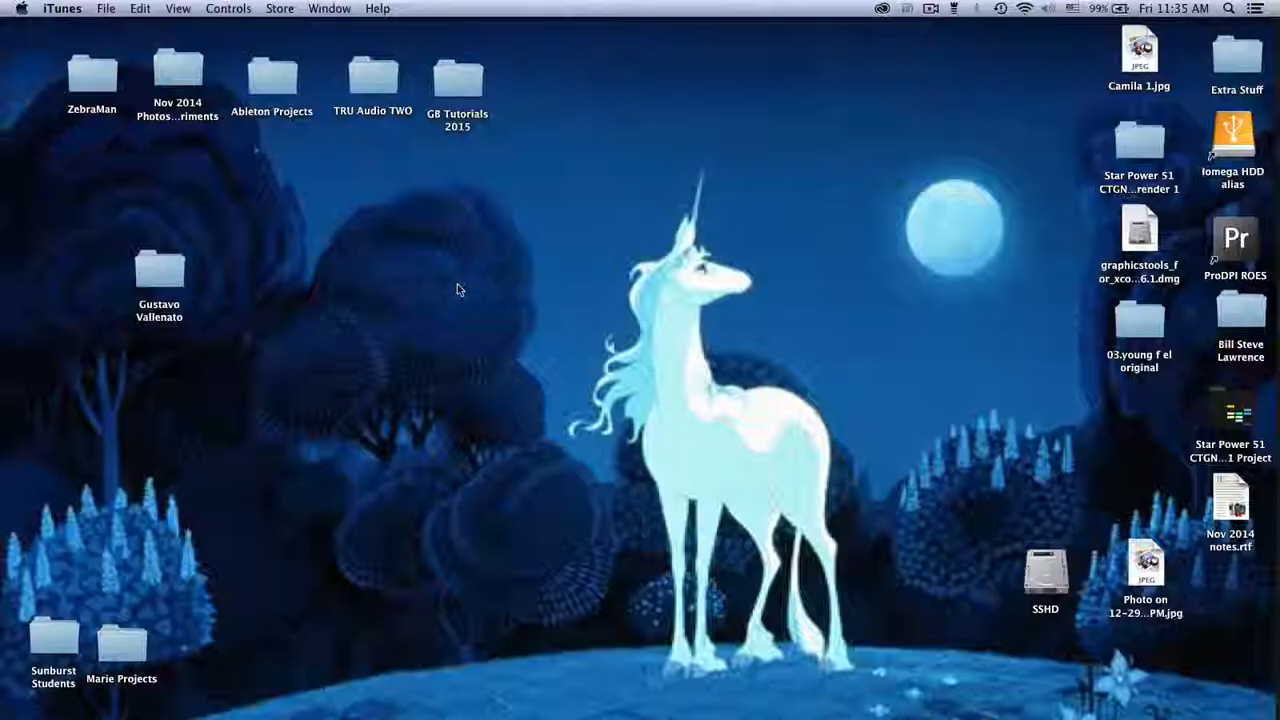 iTunes File Edit View Controls Store Window Help
99% Fri 11:35 AM
ZebraMan
Nov 2014
Photos...riments
Ableton Projects
TRU Audio TWO
GB Tutorials
2015
JPEG
Camila 1.jpg
Extra Stuff
Star Power 51
CTGN...render 1
Iomega HDD
alias
Gustavo
Vallenato
graphicstools_f
or_xco...6.1.dmg
Pr
ProDPI ROES
03.young f el
original
Bill Steve
Lawrence
Star Power 51
CTGN...1 Project
Nov 2014
notes.rtf
SSHD
JPEG
Photo on
12-29...PM.jpg
Sunburst
Students
Marie Projects